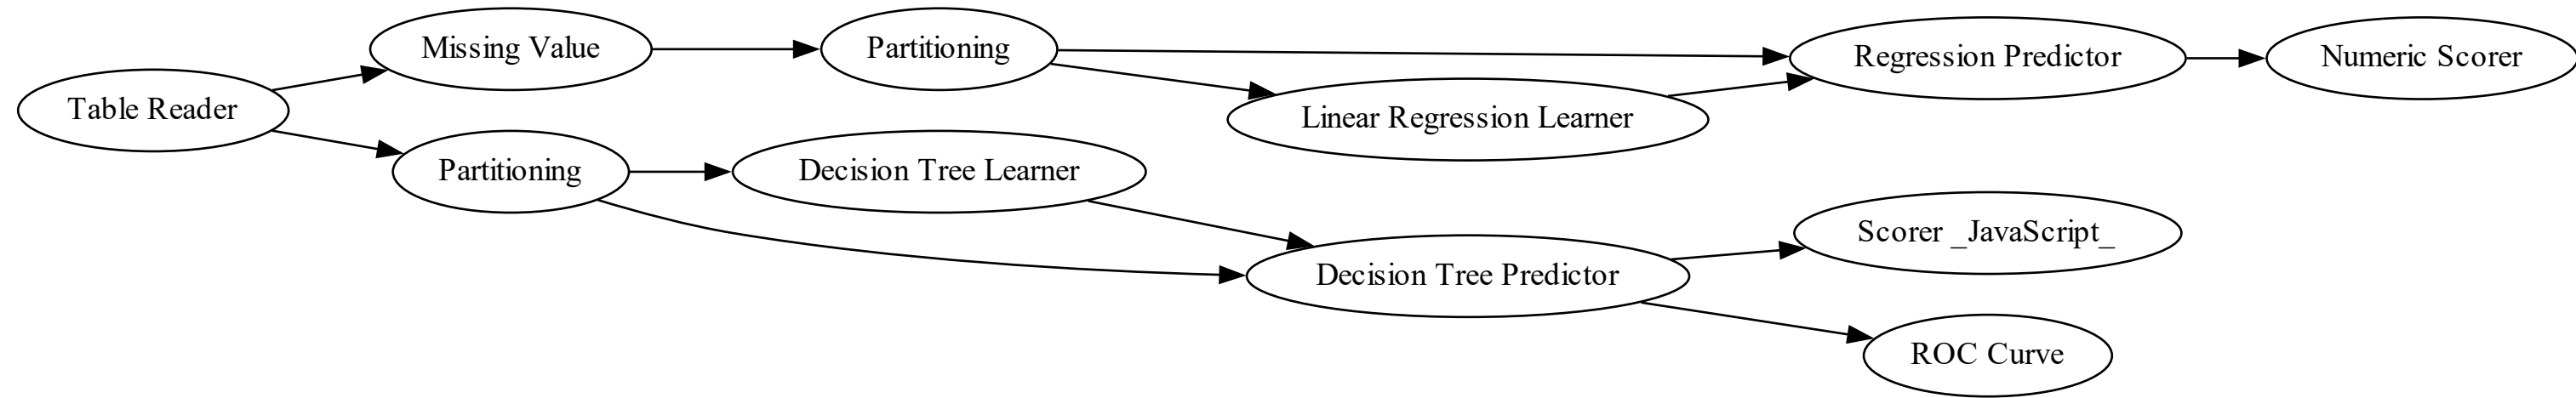 Table Reader
Missing Value
Partitioning
Regression Predictor
Numeric Scorer
Linear Regression Learner
Partitioning
Decision Tree Learner
Decision Tree Predictor
Scorer _JavaScript_
ROC Curve